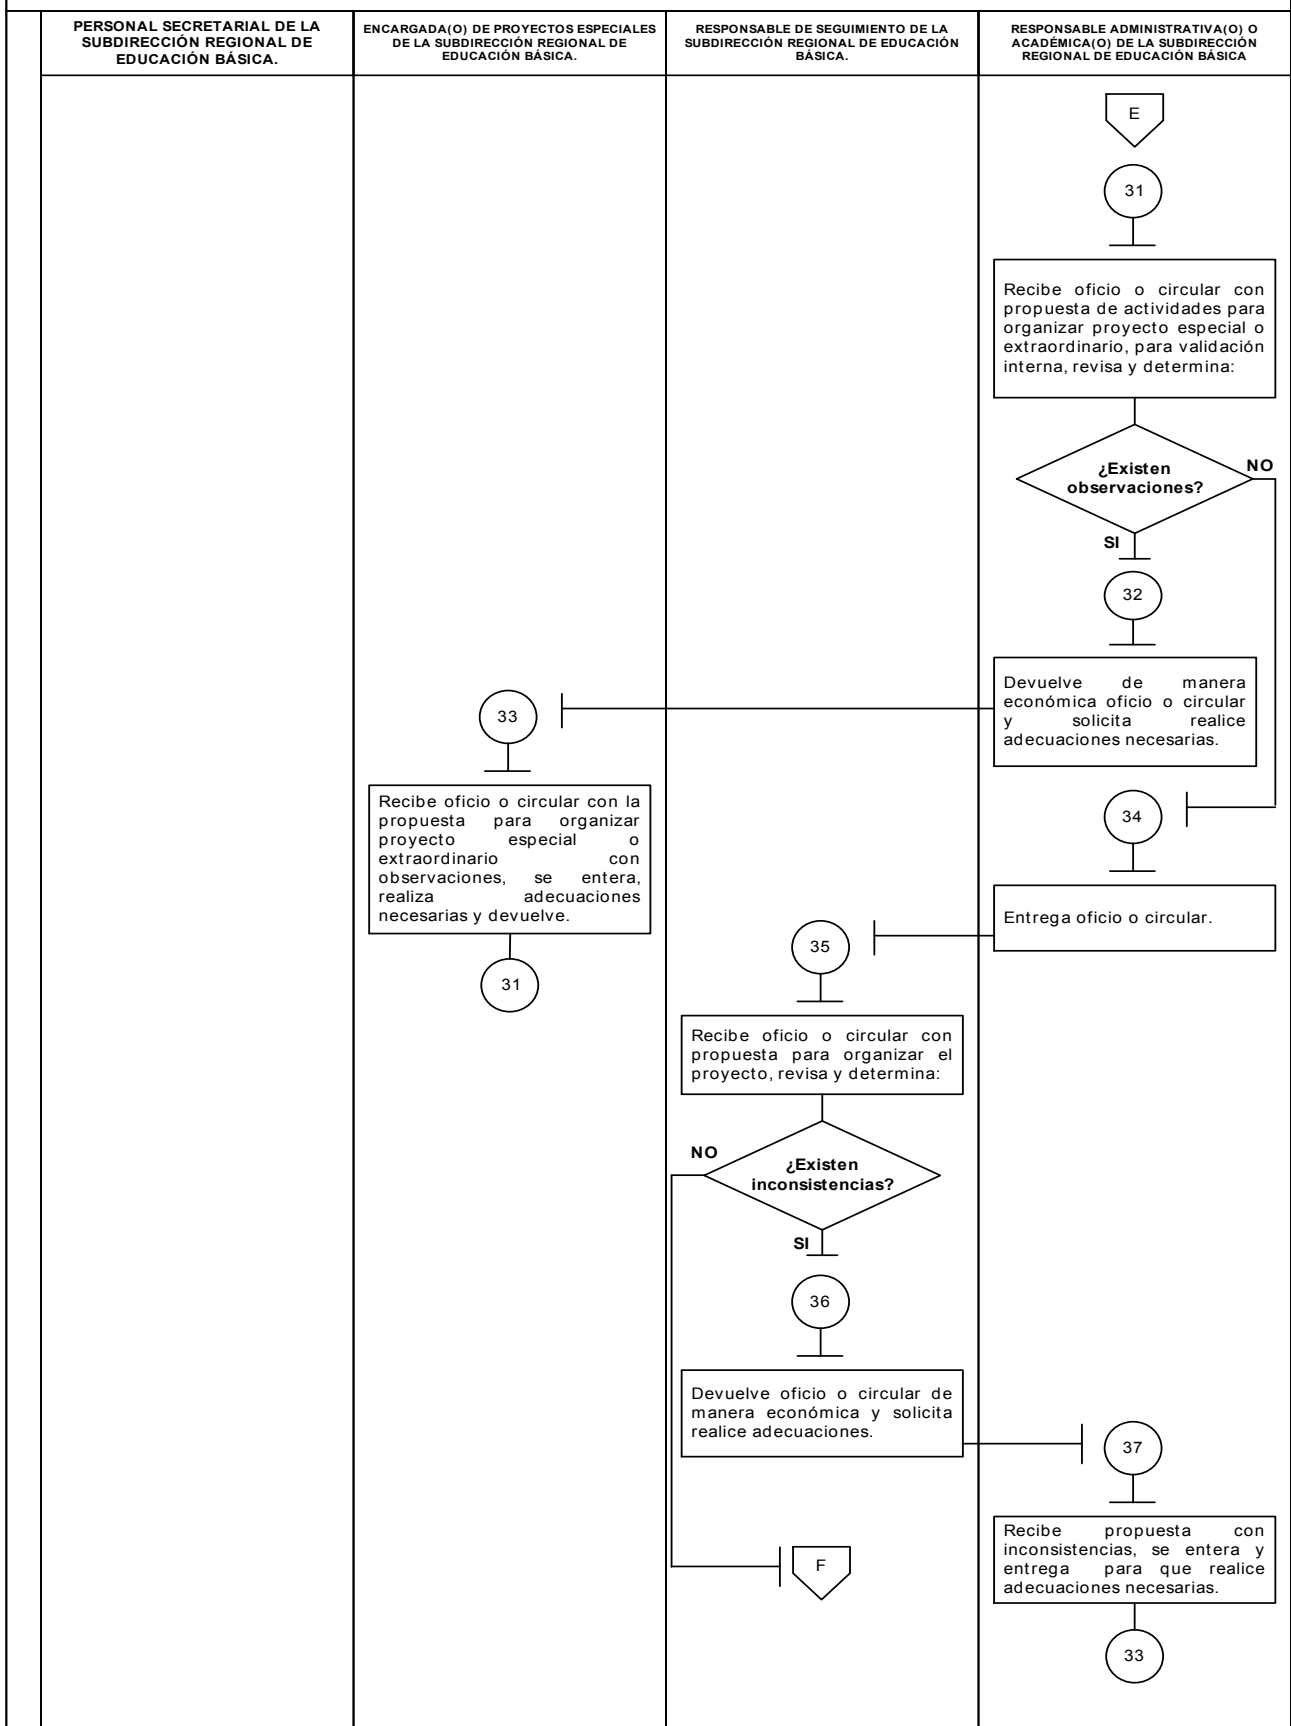 PERSONAL SECRETARIAL DE LA
SUBDIRECCIÓN REGIONAL DE
EDUCACIÓN BÁSICA.
ENCARGADA(O) DE PROYECTOS ESPECIALES
DE LA SUBDIRECCIÓN REGIONAL DE
EDUCACIÓN BÁSICA.
RESPONSABLE DE SEGUIMIENTO DE LA
SUBDIRECCIÓN REGIONAL DE EDUCACIÓN
BÁSICA.
RESPONSABLE ADMINISTRATIVA(O) O
ACADÉMICA(O) DE LA SUBDIRECCIÓN
REGIONAL DE EDUCACIÓN BÁSICA
E
31
Recibe oficio o circular con
propuesta de actividades para
organizar proyecto especial o
extraordinario, para validación
interna, revisa y determina:
¿Existen
observaciones?
NO
SI
32
Devuelve de manera
económica oficio o circular
y solicita realice
adecuaciones necesarias.
33
Recibe oficio o circular con la
propuesta para organizar
proyecto especial o
extraordinario con
observaciones, se entera,
realiza adecuaciones
necesarias y devuelve.
31
34
Entrega oficio o circular.
35
Recibe oficio o circular con
propuesta para organizar el
proyecto, revisa y determina:
NO
¿Existen
inconsistencias?
SI
36
Devuelve oficio o circular de
manera económica y solicita
realice adecuaciones.
37
Recibe propuesta con
inconsistencias, se entera y
entrega para que realice
adecuaciones necesarias.
F
33